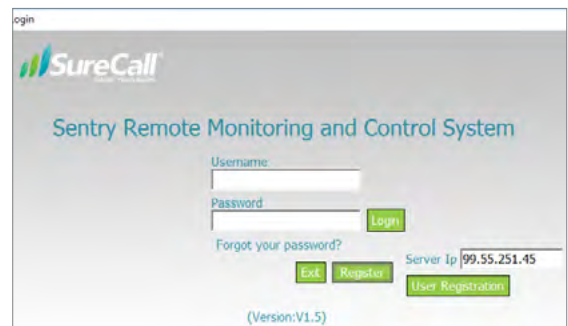 ogin
SureCall
Sentry Remote Monitoring and Control System
Username
Password
Login
Forgot your password?
Server Ip 99.55.251.45
Ext Register
User Registration
(Version:V1.5)